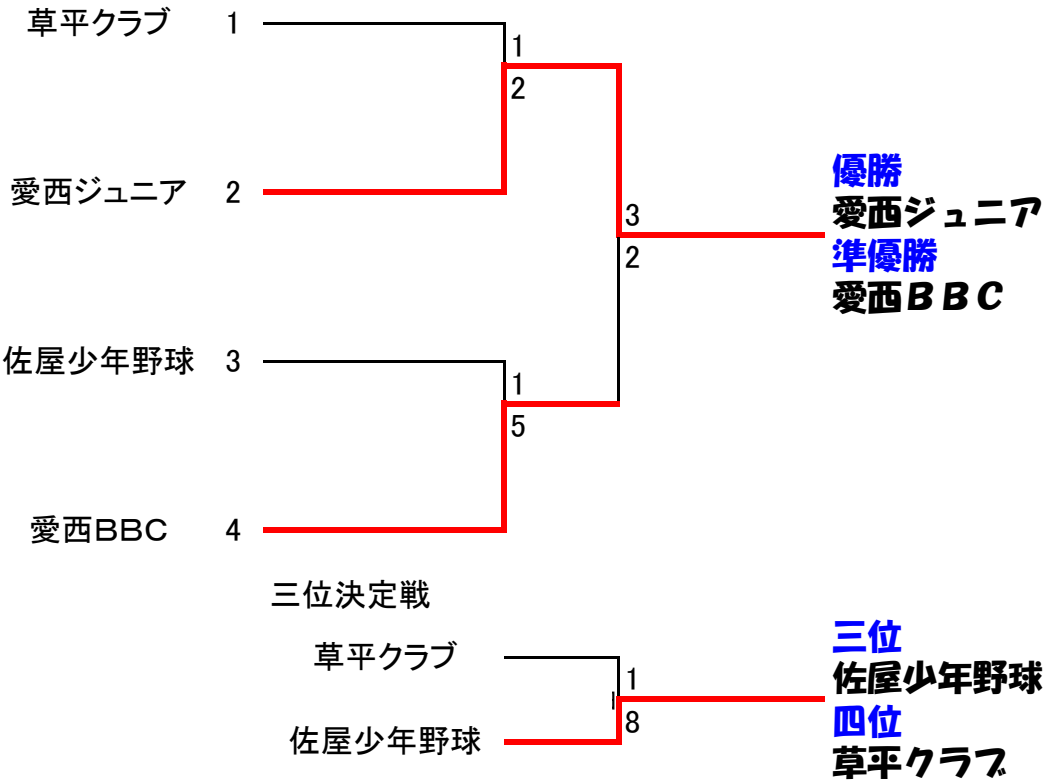 草平クラブ 1
1
2
愛西ジュニア 2
優勝
愛西ジュニア
3
2
準優勝
愛西ＢＢＣ
佐屋少年野球 3
1
5
愛西BBC 4
三位決定戦
草平クラブ
1
8
佐屋少年野球
三位
佐屋少年野球
四位
草平クラブ